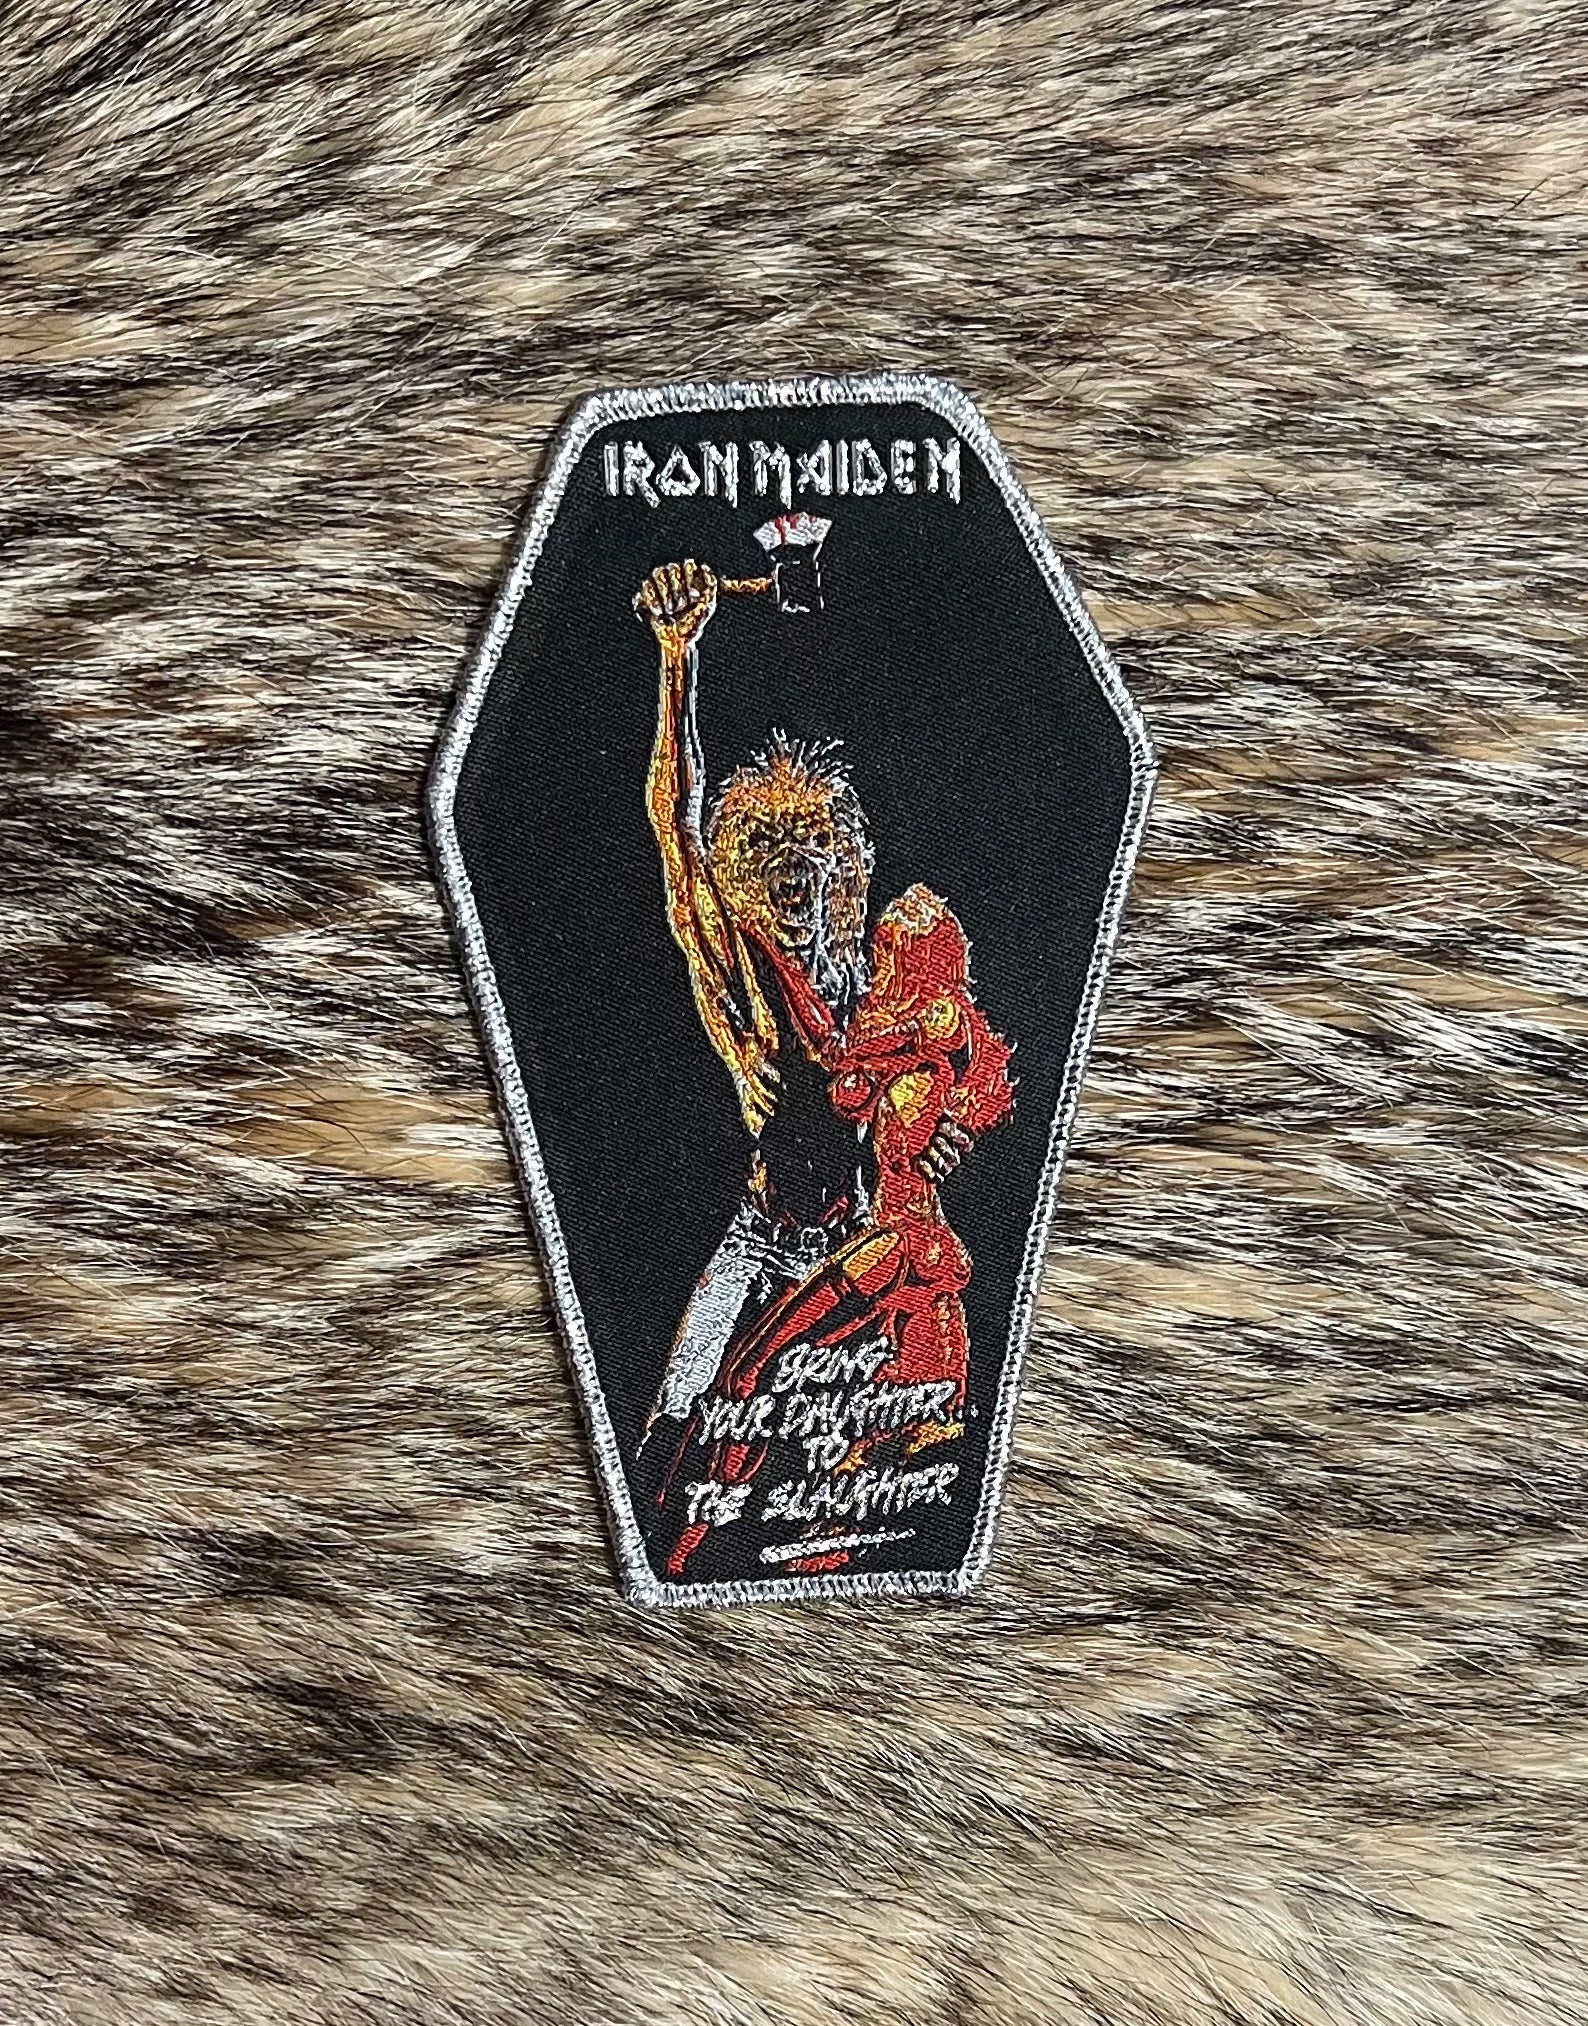 IRON MAIDEN
BRING
YOUR DAUGHTER...
TO
THE SLAUGHTER